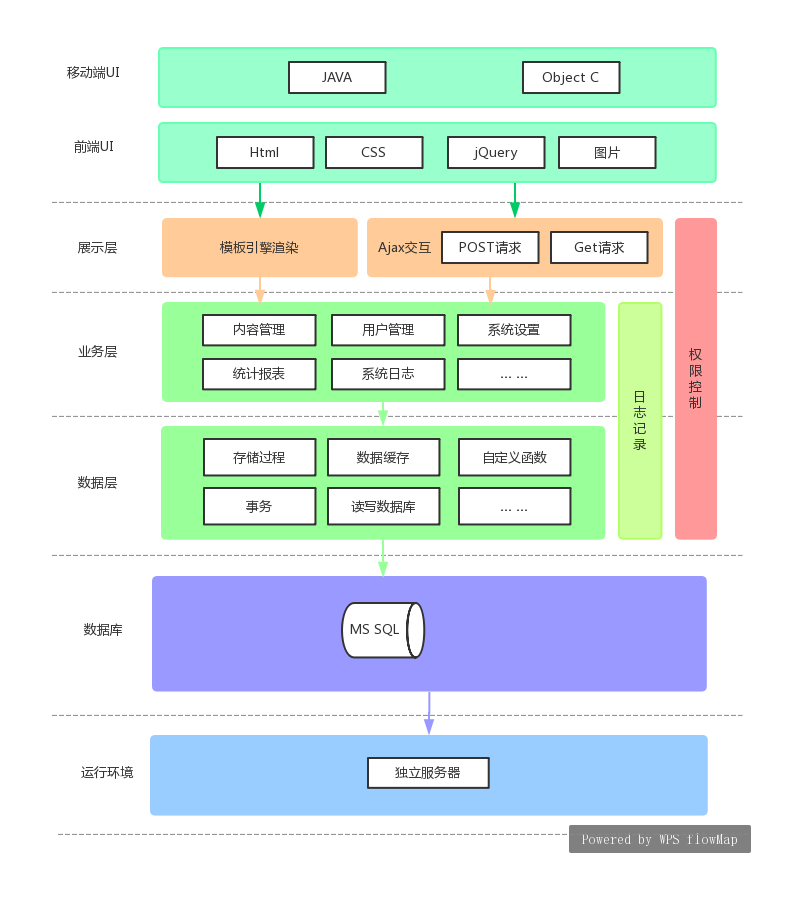 移动端UI
JAVA
Object C
前端UI
Html
CSS
jQuery
图片
展示层
模板引擎渲染
Ajax交互
POST请求
Get请求
业务层
内容管理
用户管理
系统设置
统计报表
系统日志
... ...
日志记录
权限控制
数据层
存储过程
数据缓存
自定义函数
事务
读写数据库
... ...
数据库
MS SQL
运行环境
独立服务器
Powered by WPS flowMap